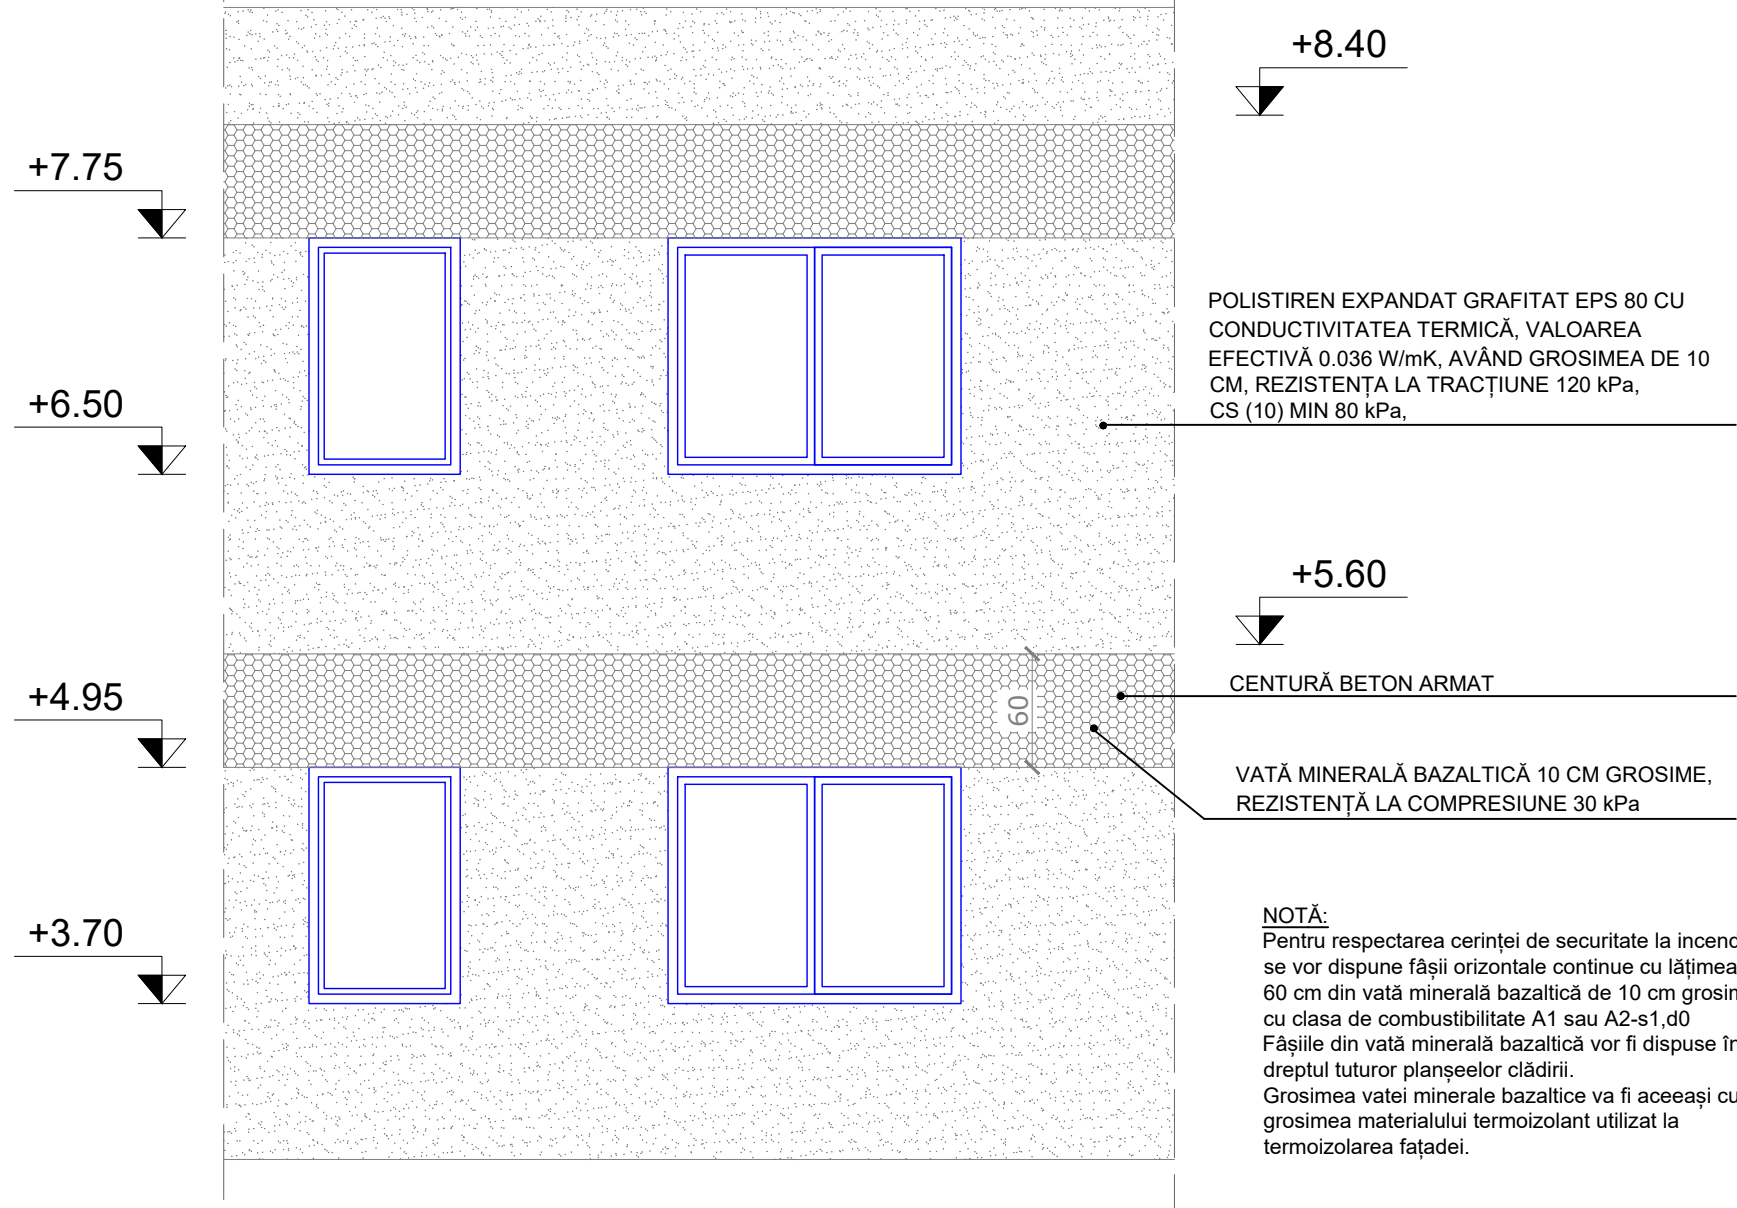 +8.40
+7.75
POLISTIREN EXPANDAT GRAFITAT EPS 80 CU
CONDUCTIVITATEA TERMICĂ, VALOAREA
EFECTIVĂ 0.036 W/mK, AVÂND GROSIMEA DE 10
CM, REZISTENȚA LA TRACȚIUNE 120 kPa,
CS (10) MIN 80 kPa,
+6.50
+5.60
CENTURĂ BETON ARMAT
+4.95
60
VATĂ MINERALĂ BAZALTICĂ 10 CM GROSIME,
REZISTENȚĂ LA COMPRESIUNE 30 kPa
+3.70
NOTĂ:
Pentru respectarea cerinței de securitate la incend
se vor dispune fâșii orizontale continue cu lățimea
60 cm din vată minerală bazaltică de 10 cm grosim
cu clasa de combustibilitate A1 sau A2-s1,d0
Fâșiile din vată minerală bazaltică vor fi dispuse în
dreptul tuturor planșeelor clădirii.
Grosimea vatei minerale bazaltice va fi aceeași cu
grosimea materialului termoizolant utilizat la
termoizolarea fațadei.